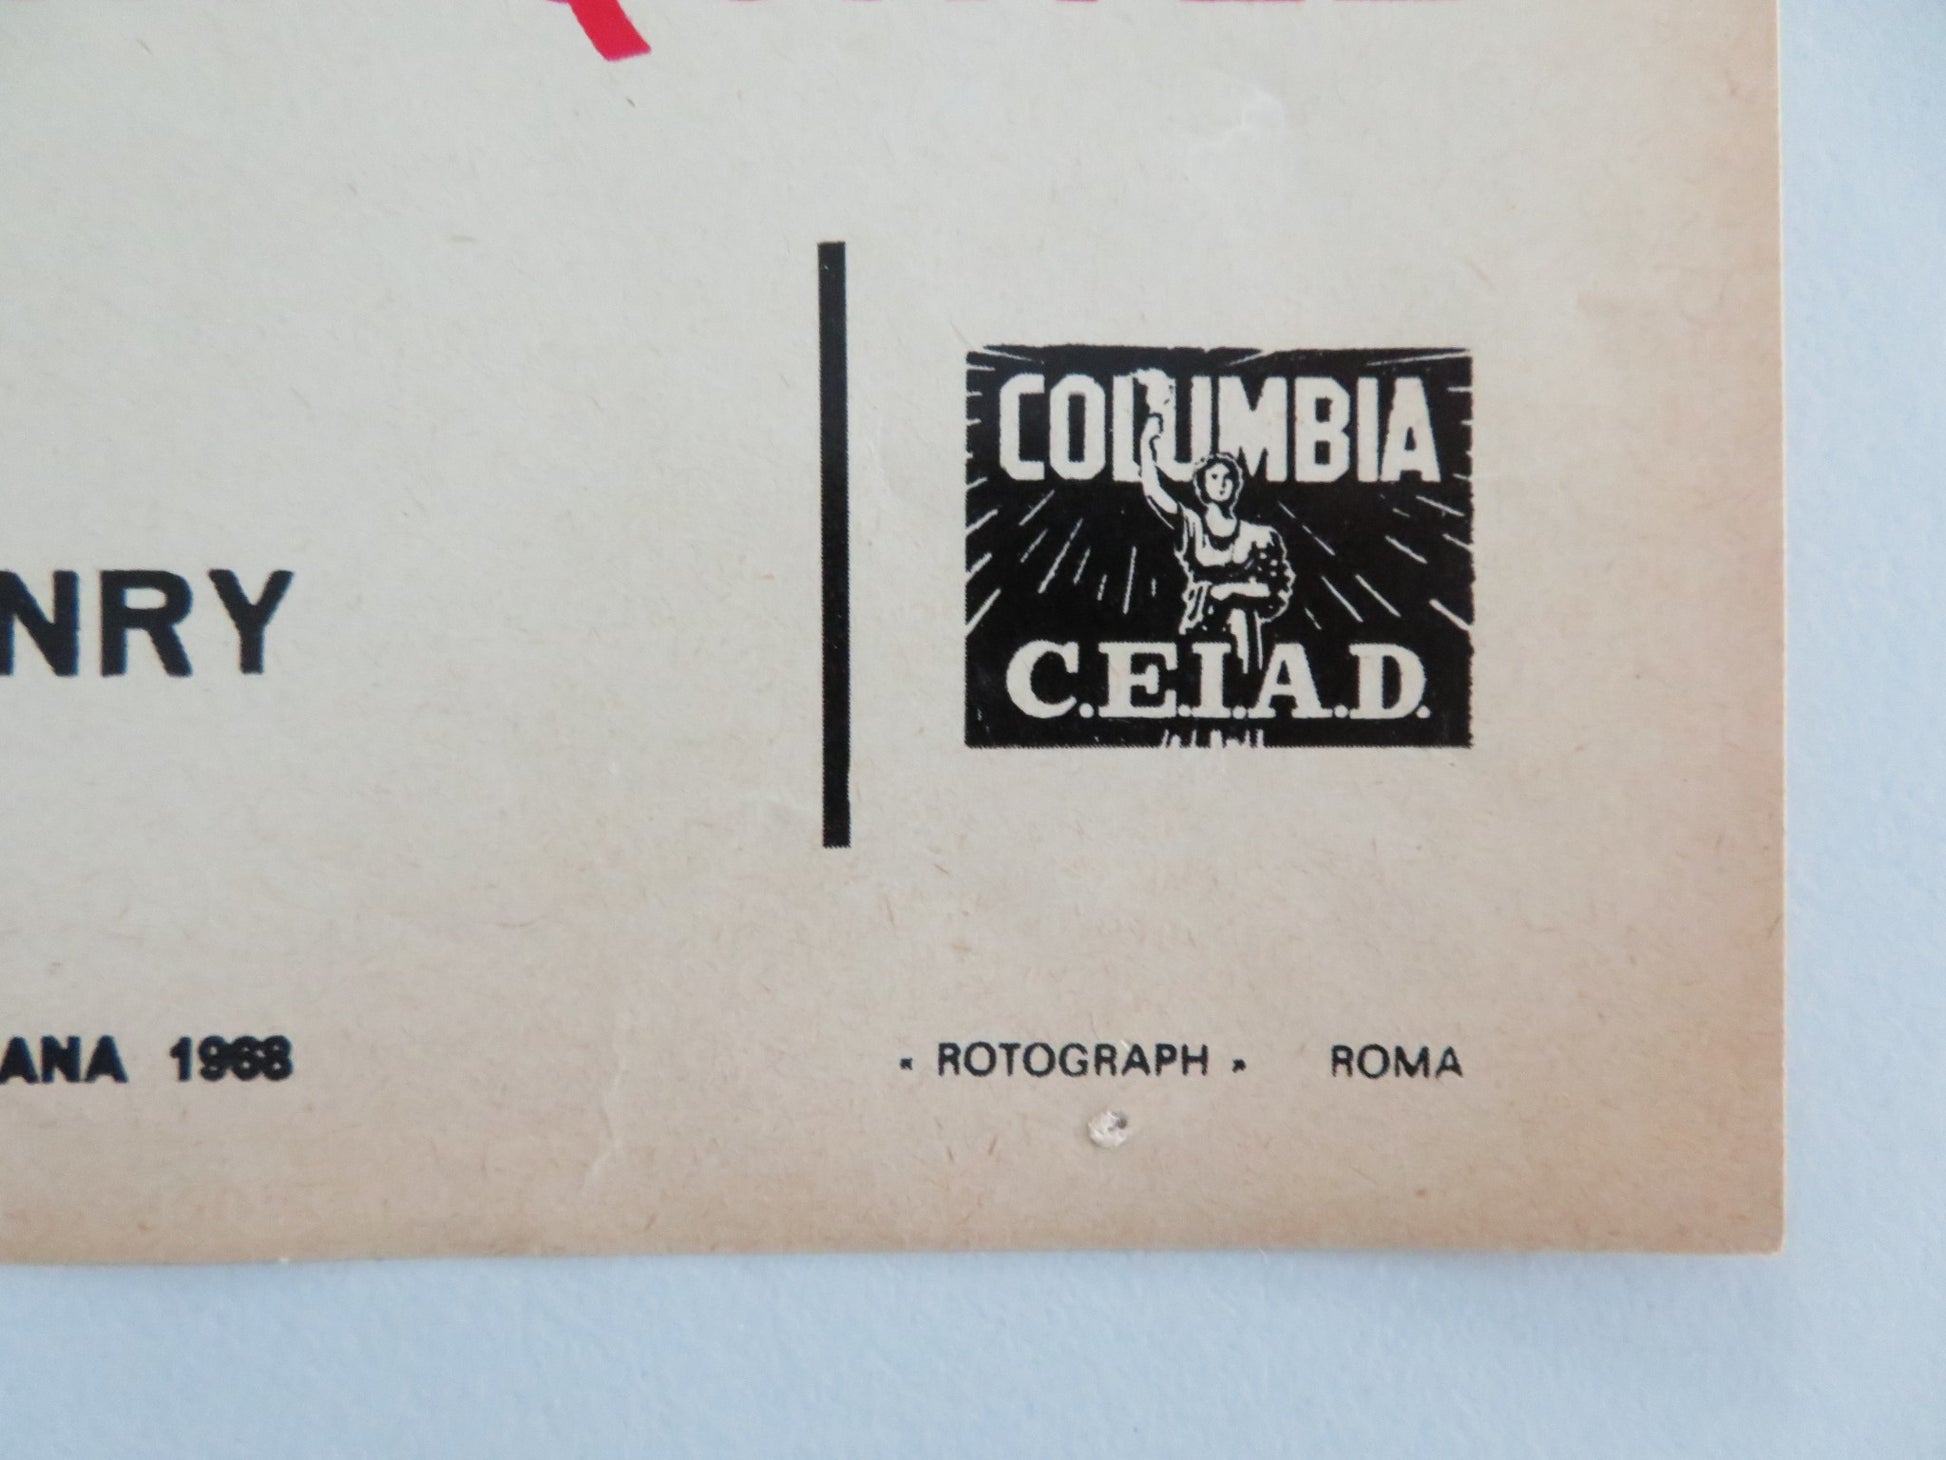 NRY
COLUMBIA
C.E.I.A.D.
ANA 1968
« ROTOGRAPH » ROMA